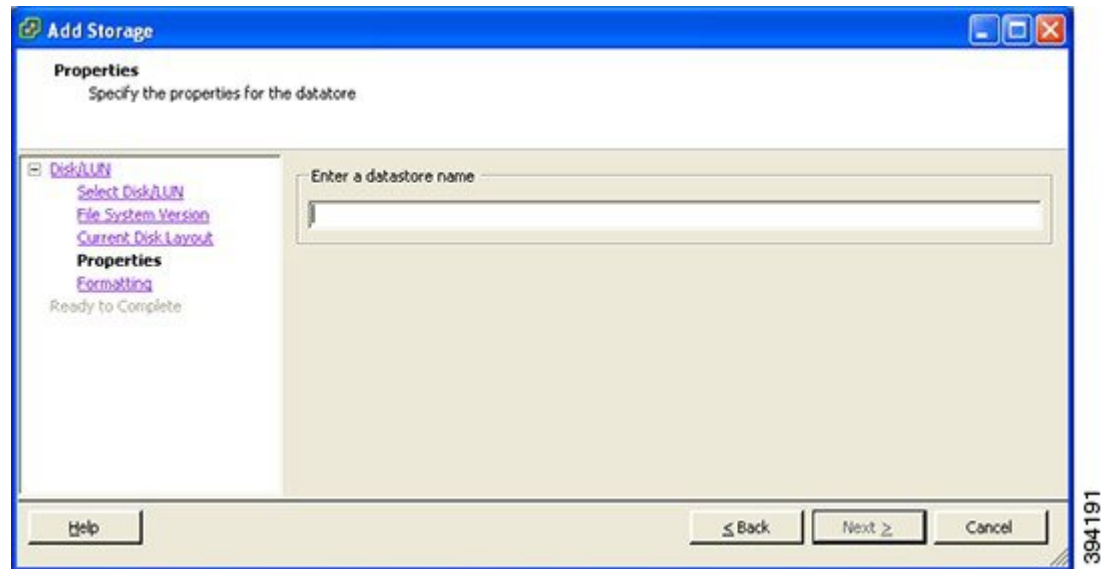 Add Storage
Properties
Specify the properties for the datatore
Disk/LUN
Select Disk/LUN
File System Version
Current Disk Layout
Properties
Formatting
Ready to Complete
Enter a datastore name
Help
< Back
Next >
Cancel
394191